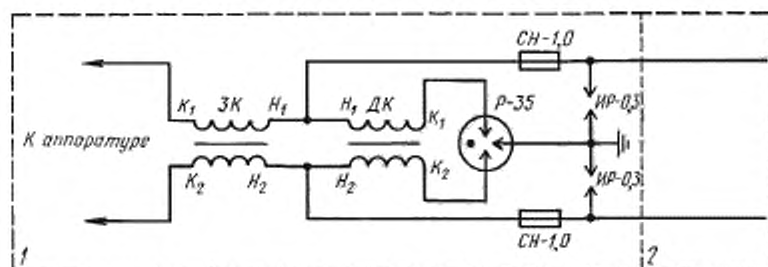 СН-1,0
К₁ ЗК Н₁ Н₁ ДК К₁ Р-35 ИР-0,3
К аппаратуре
К₂ Н₂ Н₂ К₂ ИР-0,3
СН-1,0
1 2